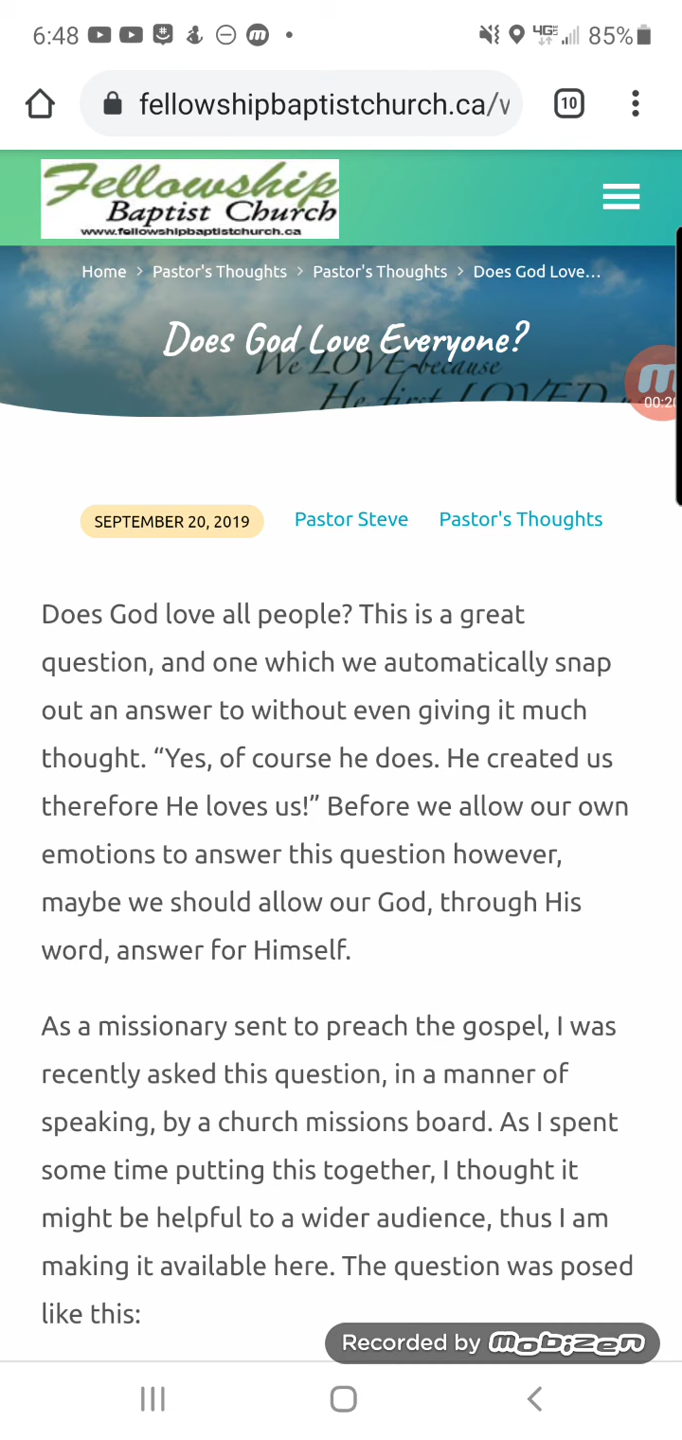 6:48
4GE 85%
fellowshipbaptistchurch.ca/v
10
Fellowship
Baptist Church
www.fellowshipbaptistchurch.ca
Home > Pastor's Thoughts > Pastor's Thoughts > Does God Love...
Does God Love Everyone?
We LOVE because
He first LOVED
00:20
SEPTEMBER 20, 2019 Pastor Steve Pastor's Thoughts
Does God love all people? This is a great
question, and one which we automatically snap
out an answer to without even giving it much
thought. “Yes, of course he does. He created us
therefore He loves us!” Before we allow our own
emotions to answer this question however,
maybe we should allow our God, through His
word, answer for Himself.
As a missionary sent to preach the gospel, I was
recently asked this question, in a manner of
speaking, by a church missions board. As I spent
some time putting this together, I thought it
might be helpful to a wider audience, thus I am
making it available here. The question was posed
like this:
Recorded by mobizen